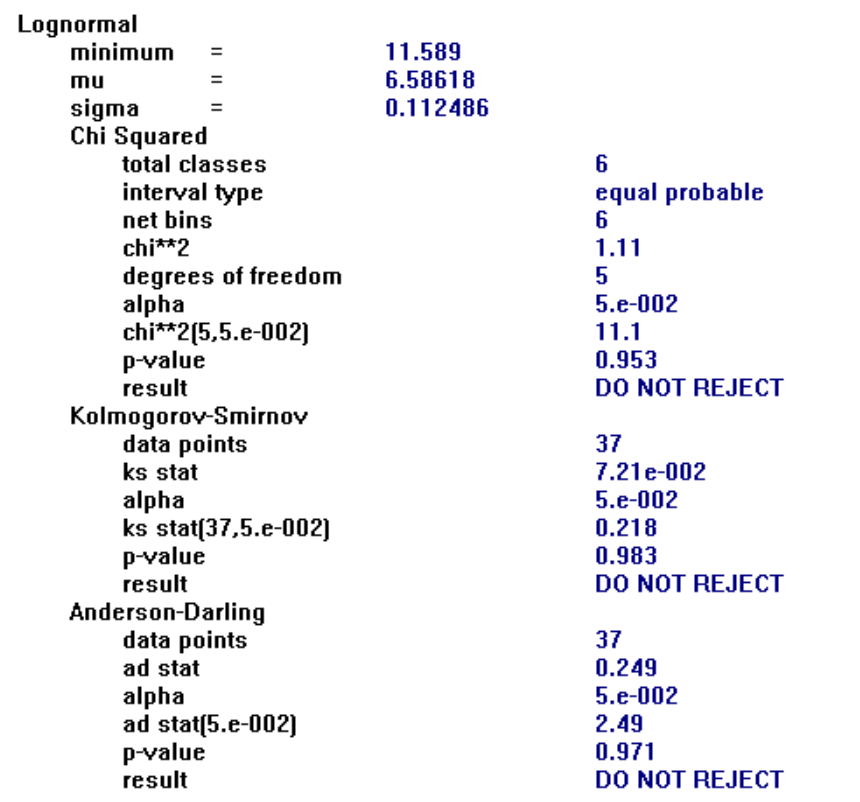 Lognormal
minimum = 11.589
mu = 6.58618
sigma = 0.112486
Chi Squared
total classes 6
interval type equal probable
net bins 6
chi**2 1.11
degrees of freedom 5
alpha 5.e-002
chi**2(5,5.e-002) 11.1
p-value 0.953
result DO NOT REJECT
Kolmogorov-Smirnov
data points 37
ks stat 7.21e-002
alpha 5.e-002
ks stat(37,5.e-002) 0.218
p-value 0.983
result DO NOT REJECT
Anderson-Darling
data points 37
ad stat 0.249
alpha 5.e-002
ad stat(5.e-002) 2.49
p-value 0.971
result DO NOT REJECT